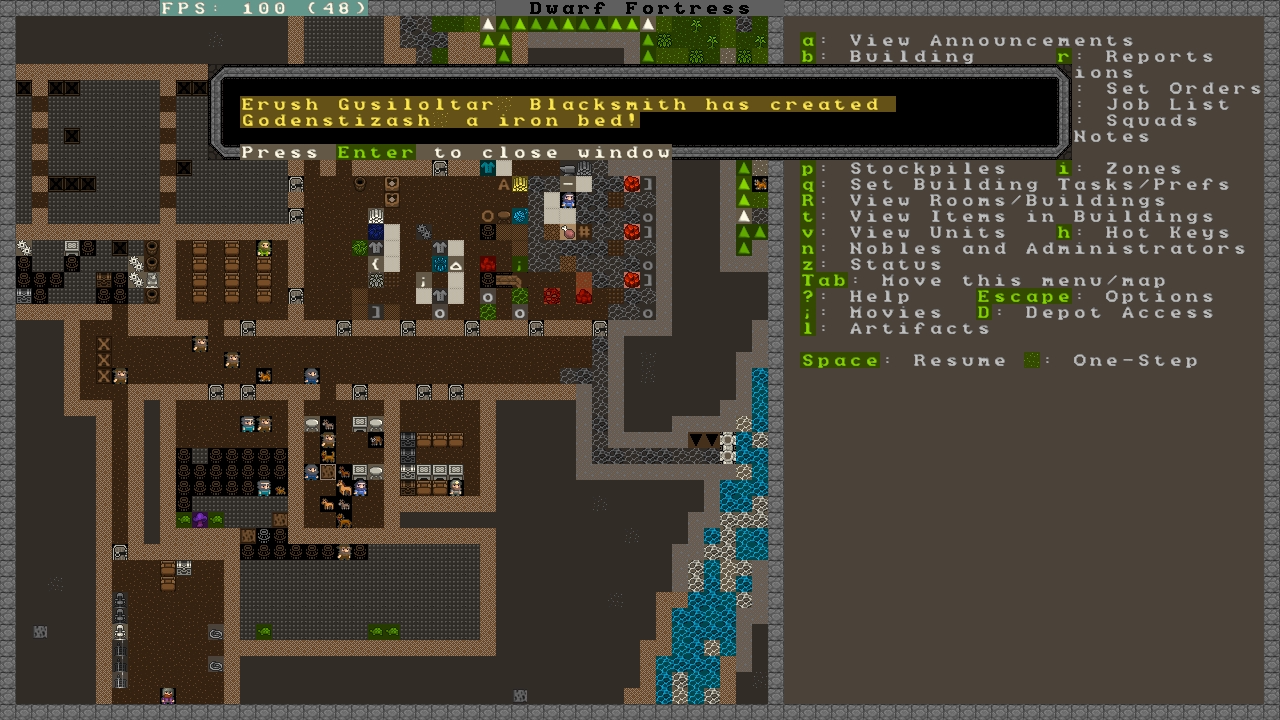 FPS: 100 (48)
Dwarf Fortress
a: View Announcements
b: Building
r: Reports
ions
: Set Orders
: Job List
: Squads
Notes
Erush Gusiloltar Blacksmith has created
Godenstizash a iron bed!
Press Enter to close window
p: Stockpiles
i: Zones
q: Set Building Tasks/Prefs
R: View Rooms/Buildings
t: View Items in Buildings
v: View Units
h: Hot Keys
n: Nobles and Administrators
z: Status
Tab: Move this menu/map
?: Help
Escape: Options
;: Movies
D: Depot Access
l: Artifacts
Space: Resume
: One-Step